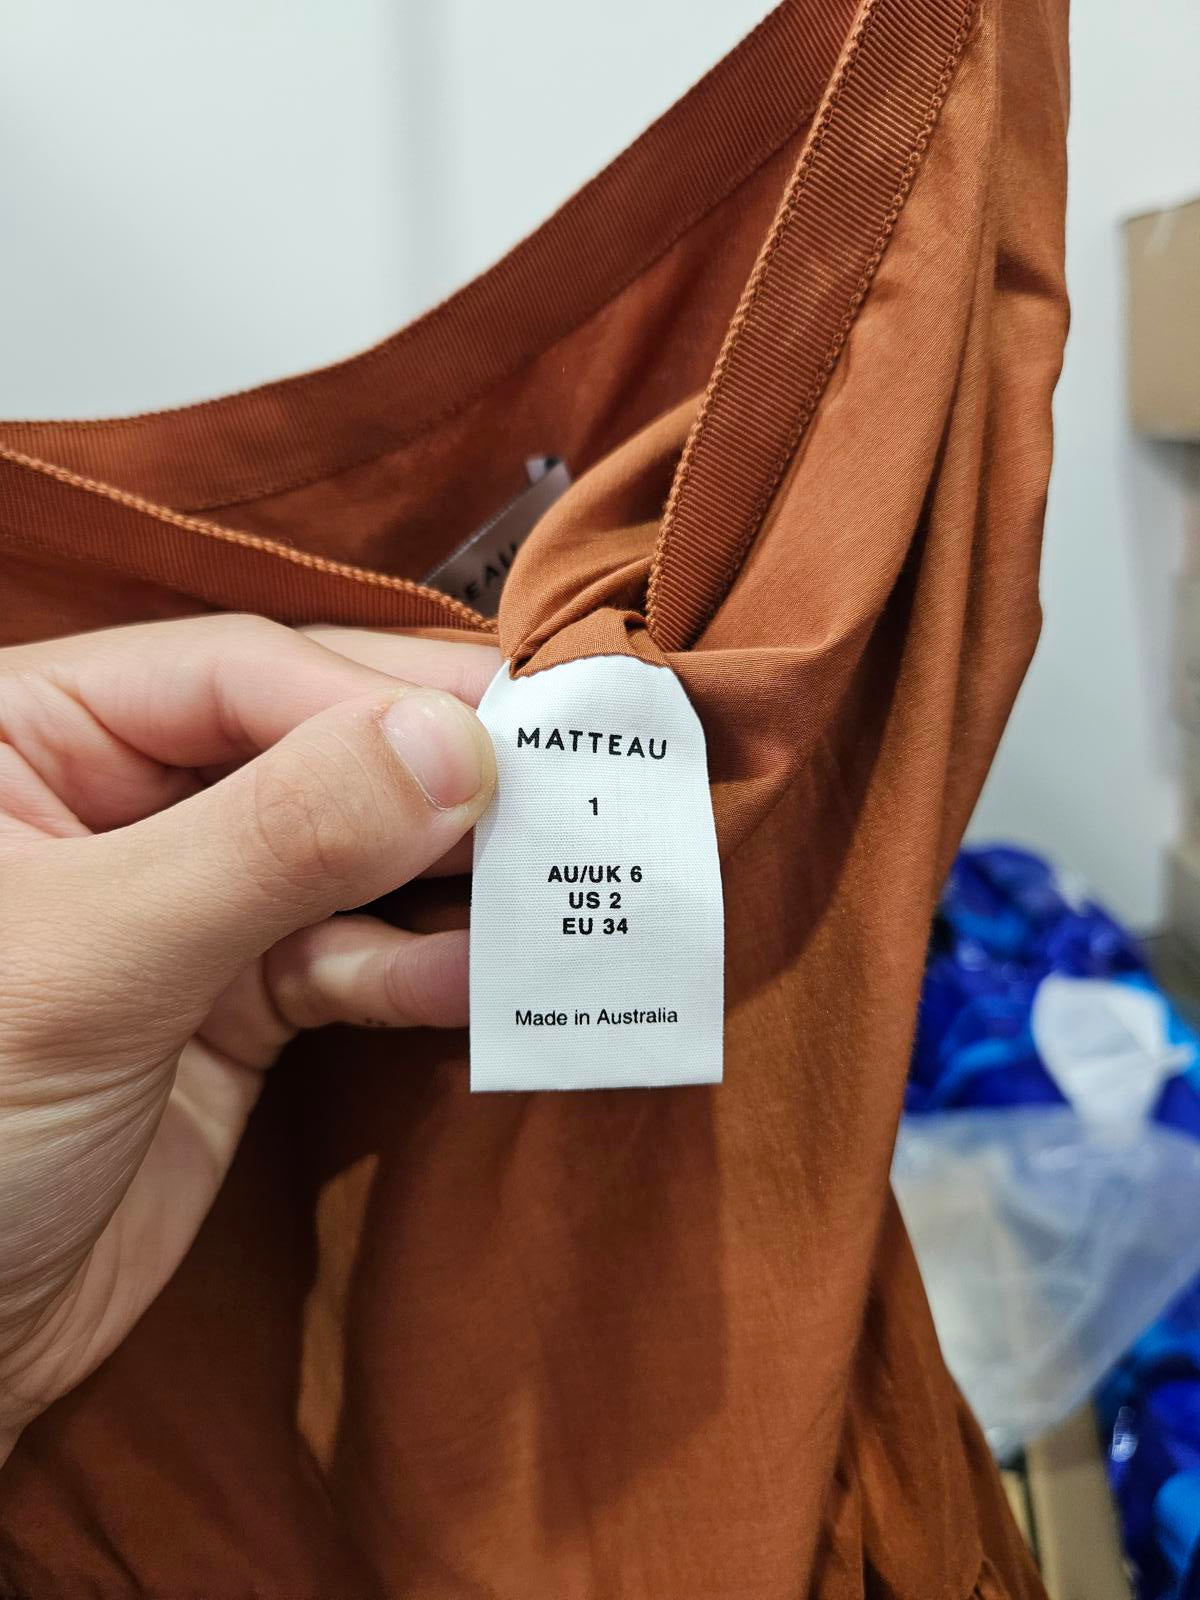 MATTEAU
1
AU/UK 6
US 2
EU 34
Made in Australia